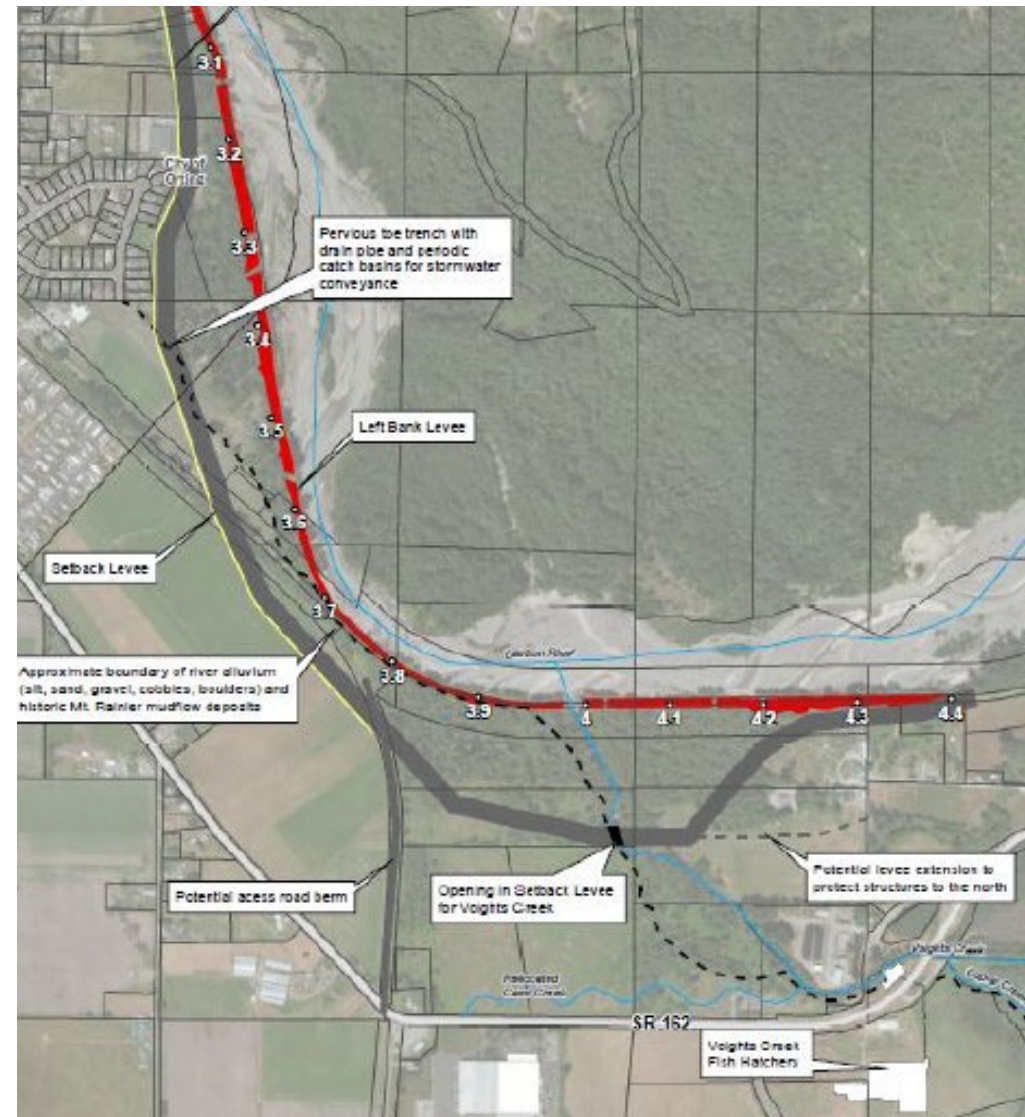 3.1
3.2
City of
Orting
3.3
Pervious toe trench with
drain pipe and periodic
catch basins for stormwater
conveyance
3.4
3.5
Left Bank Levee
3.6
Setback Levee
3.7
Approximate boundary of river alluvium
(silt, sand, gravel, cobbles, boulders) and
historic Mt. Rainier mudflow deposits
3.8
Carbon River
3.9
4
4.1
4.2
4.3
4.4
Potential acess road berm
Opening in Setback Levee
for Voights Creek
Potential levee extension to
protect structures to the north
Voights Creek
Creek
SR 162
Voights Creek
Fish Hatchers